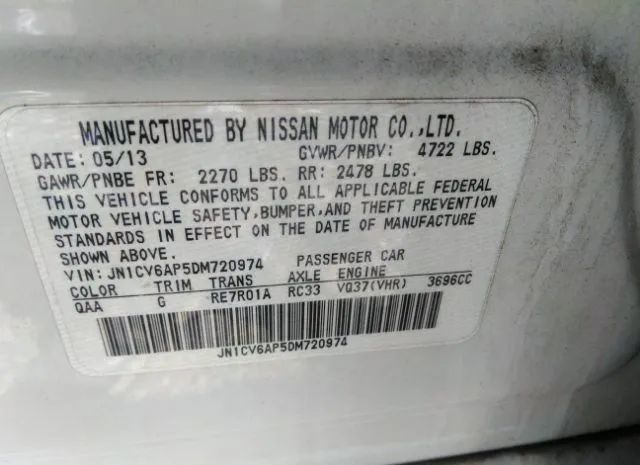 MANUFACTURED BY NISSAN MOTOR CO.,LTD.
DATE: 05/13 GVWR/PNBV: 4722 LBS.
GAWR/PNBE FR: 2270 LBS. RR: 2478 LBS.
THIS VEHICLE CONFORMS TO ALL APPLICABLE FEDERAL
MOTOR VEHICLE SAFETY,BUMPER,AND THEFT PREVENTION
STANDARDS IN EFFECT ON THE DATE OF MANUFACTURE
SHOWN ABOVE.
VIN: JN1CV6AP5DM720974 PASSENGER CAR
COLOR TRIM TRANS AXLE ENGINE
QAA G RE7R01A RC33 VQ37(VHR) 3696CC
JN1CV6AP5DM720974